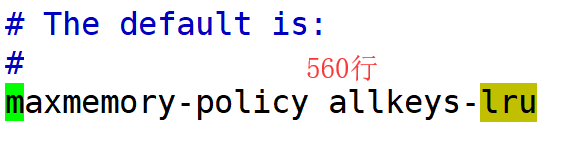 # The default is:
#
560行
maxmemory-policy allkeys-lru